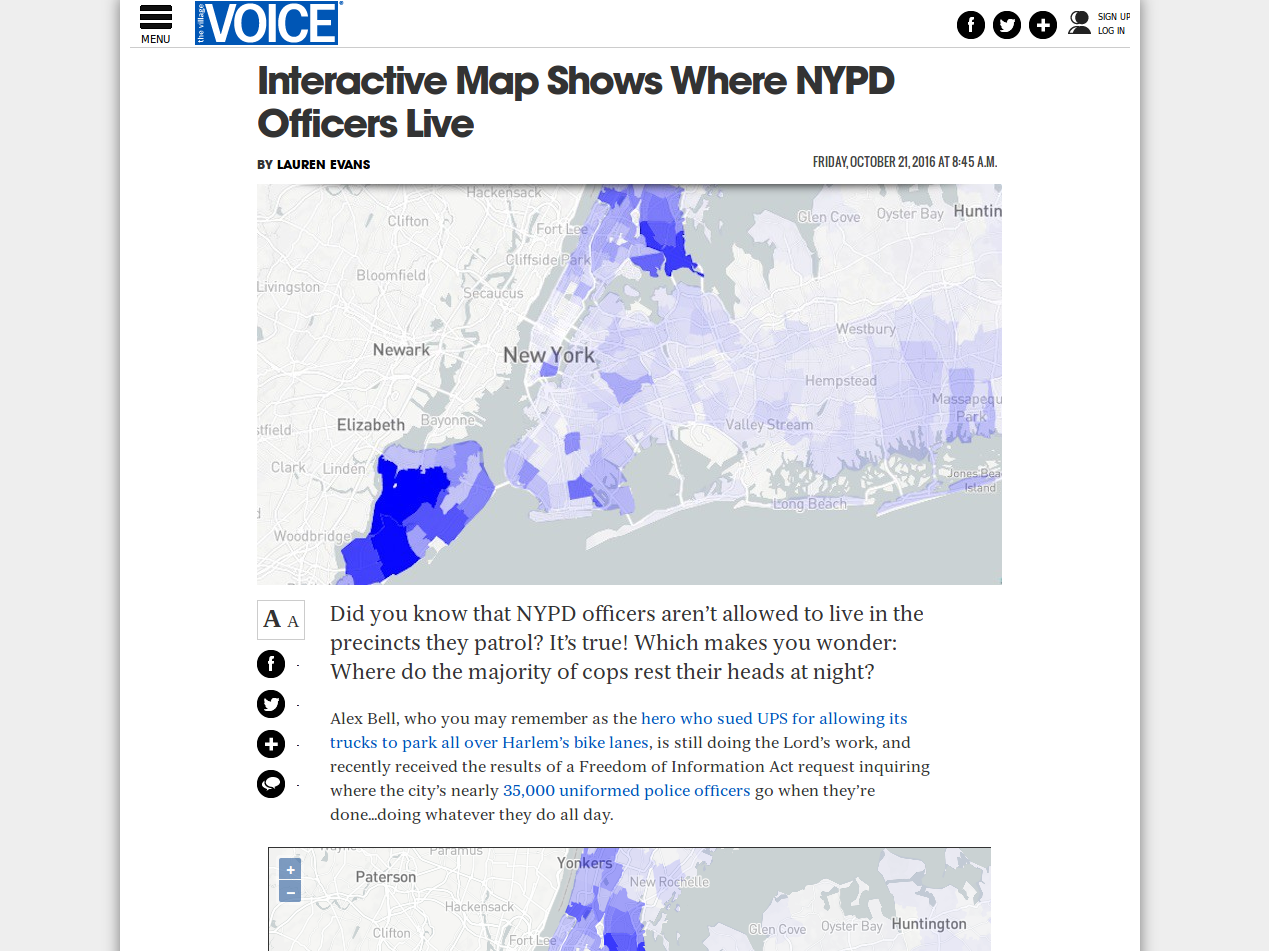 MENU
the village VOICE
SIGN UP
LOG IN
Interactive Map Shows Where NYPD
Officers Live
BY LAUREN EVANS
FRIDAY, OCTOBER 21, 2016 AT 8:45 A.M.
Hackensack
Clifton
Fort Lee
Glen Cove
Oyster Bay
Huntin
Cliffside Park
Bloomfield
Livingston
Secaucus
Westbury
Newark
New York
Hempstead
Massapequ
Park
Elizabeth
Bayonne
Valley Stream
stfield
Clark
Linden
Jones Bea
Island
Long Beach
Woodbridge
A A
Did you know that NYPD officers aren’t allowed to live in the
precincts they patrol? It’s true! Which makes you wonder:
Where do the majority of cops rest their heads at night?
Alex Bell, who you may remember as the hero who sued UPS for allowing its
trucks to park all over Harlem’s bike lanes, is still doing the Lord’s work, and
recently received the results of a Freedom of Information Act request inquiring
where the city’s nearly 35,000 uniformed police officers go when they’re
done...doing whatever they do all day.
+
−
Paramus
Yonkers
Paterson
New Rochelle
Hackensack
Clifton
Fort Lee
Glen Cove
Oyster Bay
Huntington